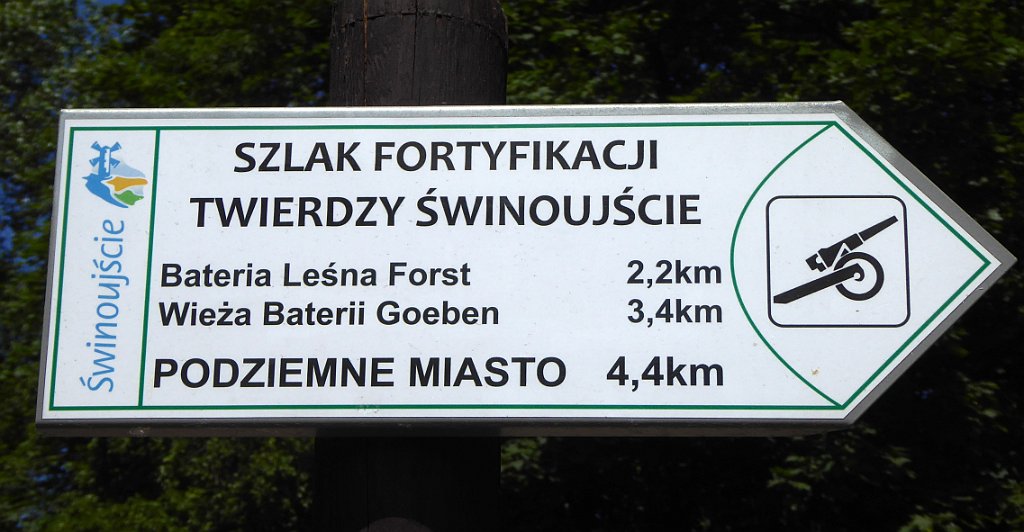 SZLAK FORTYFIKACJI
TWIERDZY ŚWINOUJŚCIE
Bateria Leśna Forst 2,2km
Wieża Baterii Goeben 3,4km
PODZIEMNE MIASTO 4,4km
Świnoujście